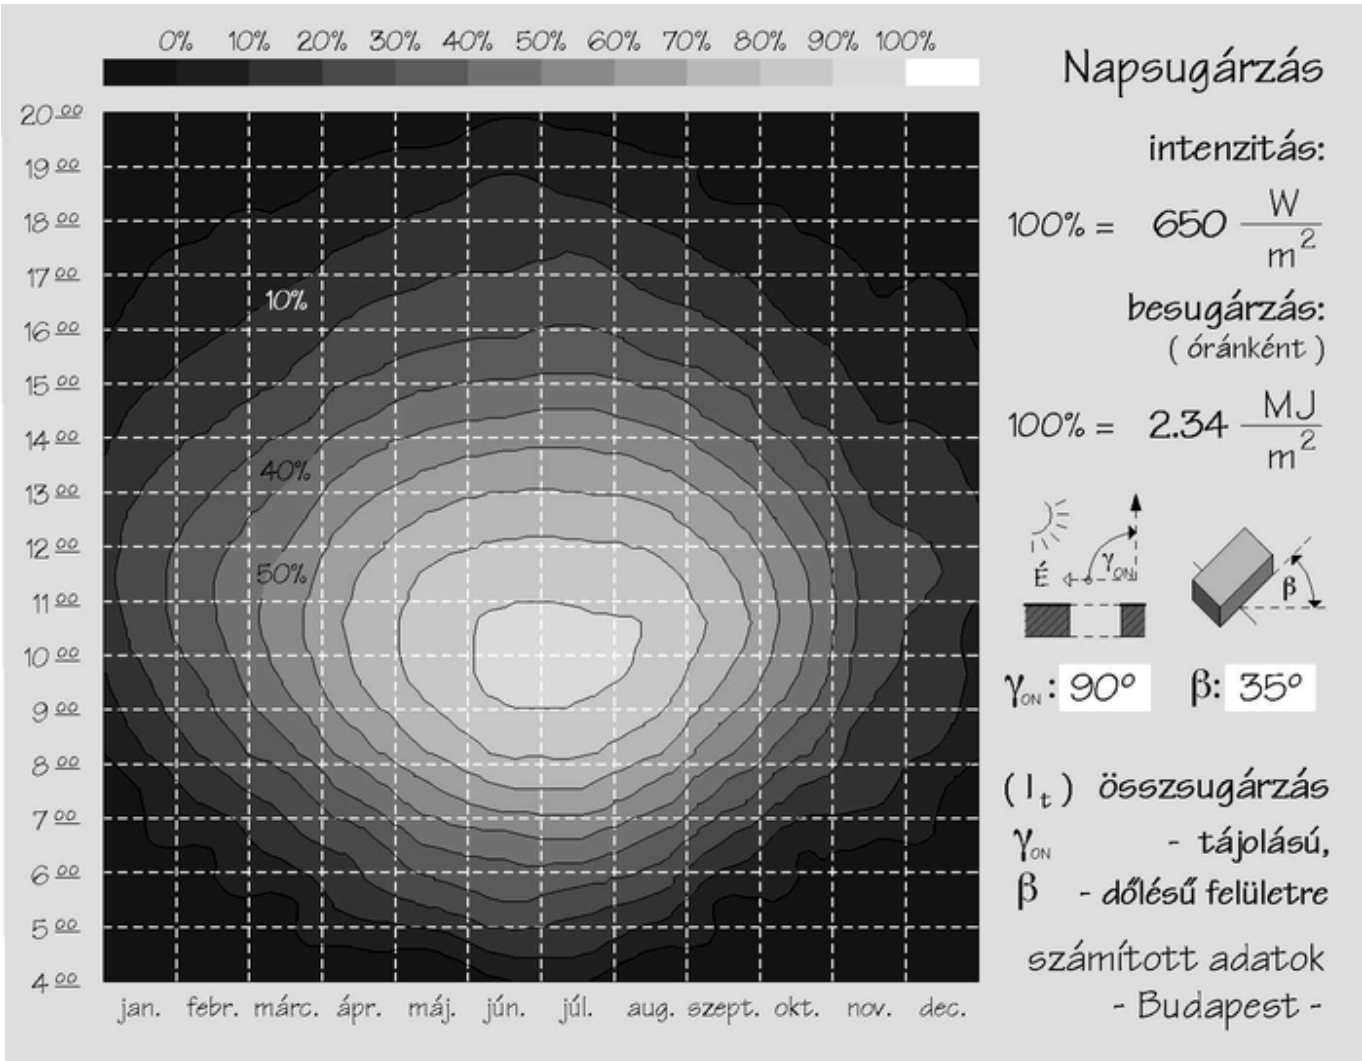 0% 10% 20% 30% 40% 50% 60% 70% 80% 90% 100%
20 00
19 00
18 00
17 00
16 00
15 00
14 00
13 00
12 00
11 00
10 00
9 00
8 00
7 00
6 00
5 00
4 00
10%
40%
50%
jan. febr. márc. ápr. máj. jún. júl. aug. szept. okt. nov. dec.
Napsugárzás
intenzitás:
100% = 650 W
m²
besugárzás:
( óránként )
100% = 2.34 MJ
m²
É γON β
γON : 90° β: 35°
( I t ) összsugárzás
γON - tájolású,
β - dőlésű felületre
számított adatok
- Budapest -